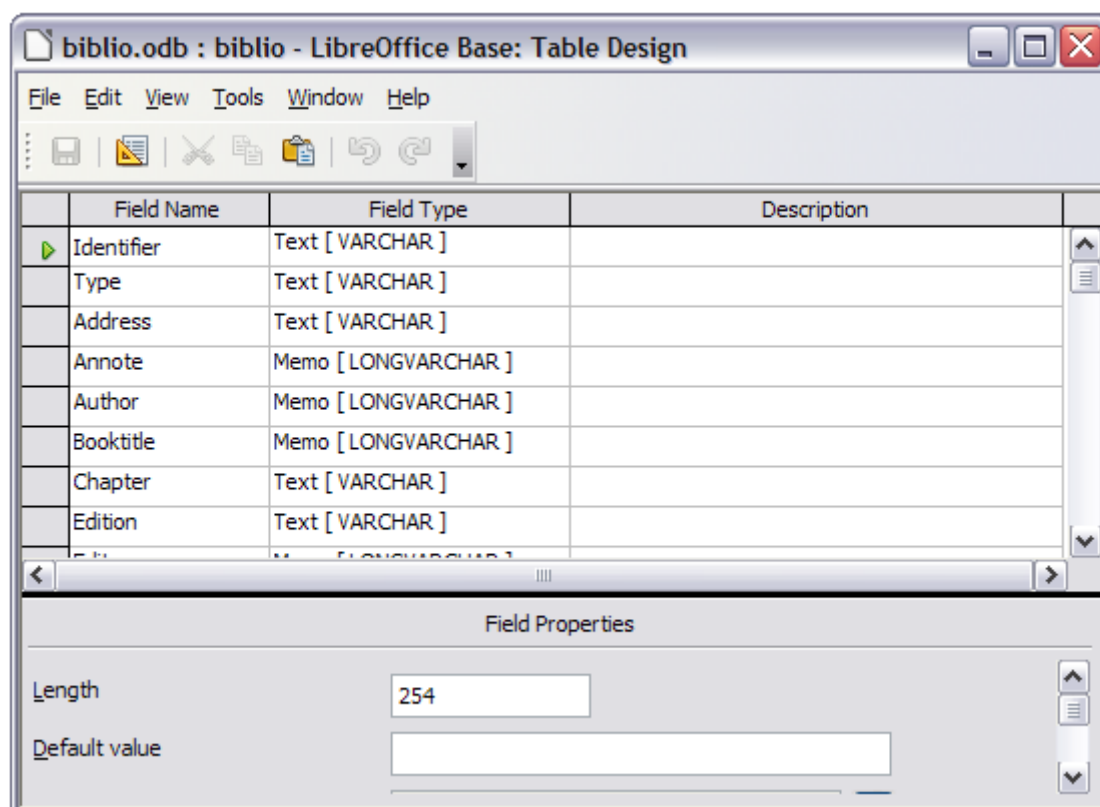 biblio.odb : biblio - LibreOffice Base: Table Design
File Edit View Tools Window Help
Field Name Field Type Description
Identifier Text [ VARCHAR ]
Type Text [ VARCHAR ]
Address Text [ VARCHAR ]
Annote Memo [ LONGVARCHAR ]
Author Memo [ LONGVARCHAR ]
Booktitle Memo [ LONGVARCHAR ]
Chapter Text [ VARCHAR ]
Edition Text [ VARCHAR ]
Field Properties
Length 254
Default value